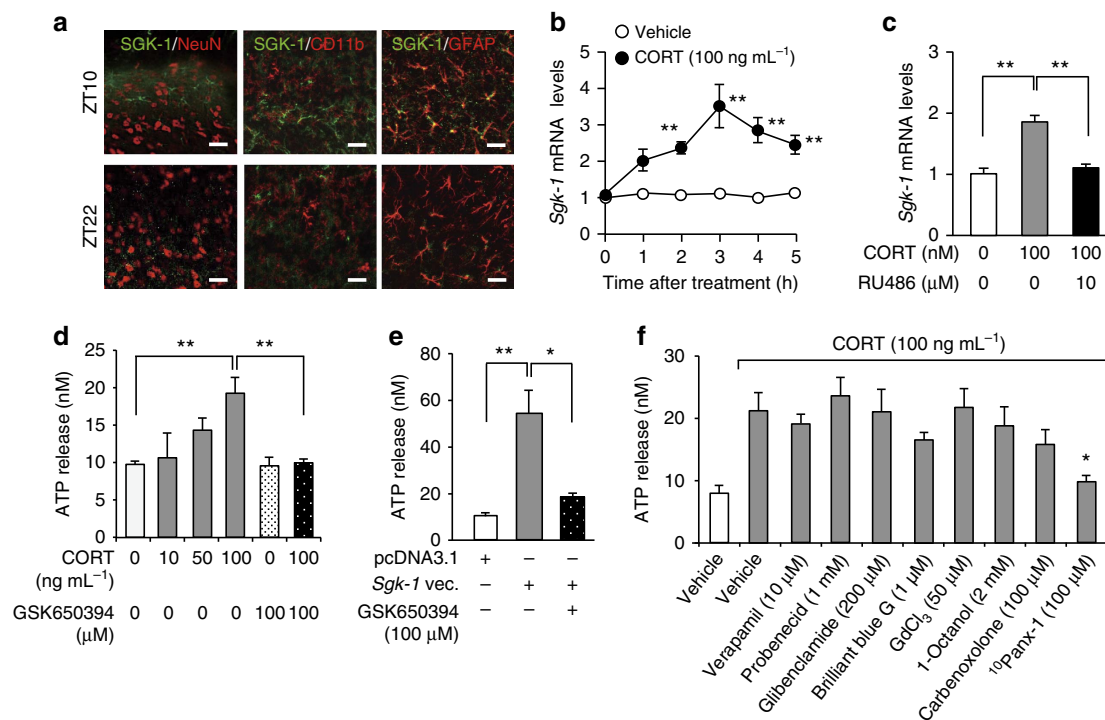 a
SGK-1/NeuN
SGK-1/CD11b
SGK-1/GFAP
ZT10
ZT22
b
Vehicle
CORT (100 ng mL⁻¹)
Sgk-1 mRNA levels
5
4
3
2
1
0
**
**
**
**
0 1 2 3 4 5
Time after treatment (h)
c
Sgk-1 mRNA levels
3
2
1
0
** **
CORT (nM) 0 100 100
RU486 (μM) 0 0 10
d
ATP release (nM)
25
20
15
10
5
0
** **
CORT 0 10 50 100 0 100
(ng mL⁻¹)
GSK650394 0 0 0 0 100 100
(μM)
e
ATP release (nM)
80
60
40
20
0
** *
pcDNA3.1 + – –
Sgk-1 vec. – + +
GSK650394 – – +
(100 μM)
f
CORT (100 ng mL⁻¹)
ATP release (nM)
30
20
10
0
*
Vehicle
Vehicle
Verapamil (10 μM)
Probenecid (1 mM)
Glibenclamide (200 μM)
Brilliant blue G (1 μM)
GdCl₃ (50 μM)
1-Octanol (2 mM)
Carbenoxolone (100 μM)
¹⁰Panx-1 (100 μM)